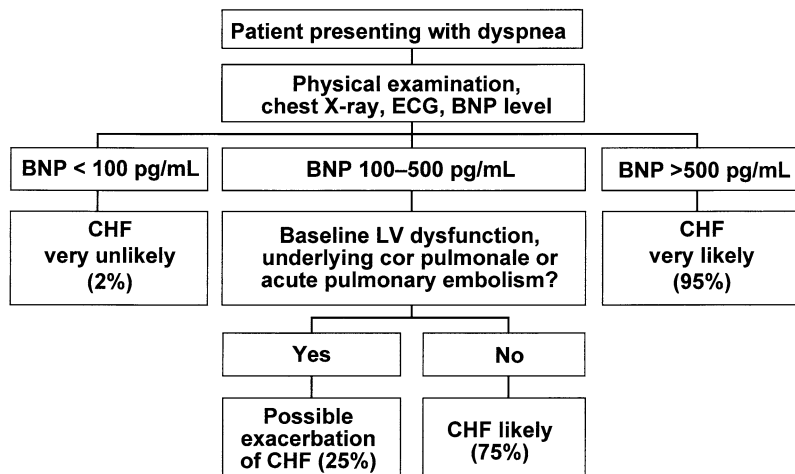 Patient presenting with dyspnea
Physical examination,
chest X-ray, ECG, BNP level
BNP < 100 pg/mL
BNP 100–500 pg/mL
BNP >500 pg/mL
CHF
very unlikely
(2%)
Baseline LV dysfunction,
underlying cor pulmonale or
acute pulmonary embolism?
CHF
very likely
(95%)
Yes
No
Possible
exacerbation
of CHF (25%)
CHF likely
(75%)